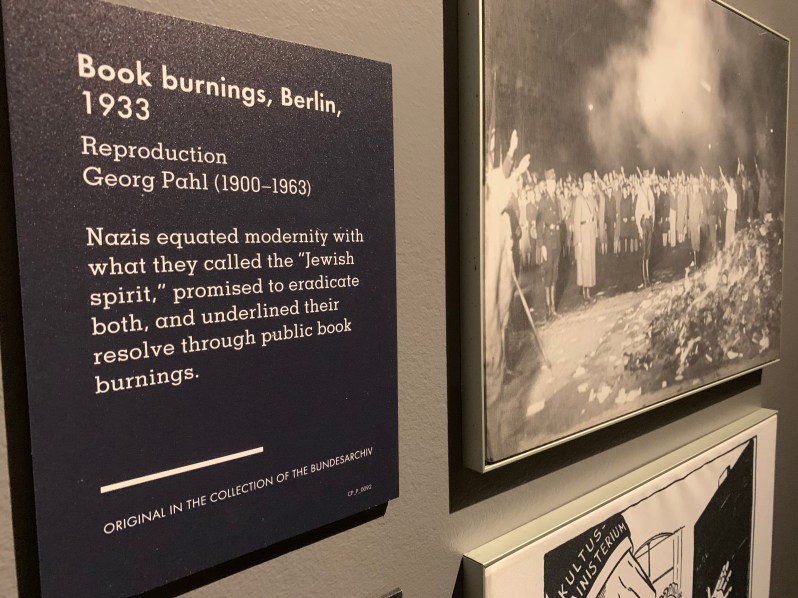 Book burnings, Berlin,
1933
Reproduction
Georg Pahl (1900–1963)
Nazis equated modernity with
what they called the “Jewish
spirit,” promised to eradicate
both, and underlined their
resolve through public book
burnings.
ORIGINAL IN THE COLLECTION OF THE BUNDESARCHIV
CP_P_0092
KULTUS-
MINISTERIUM